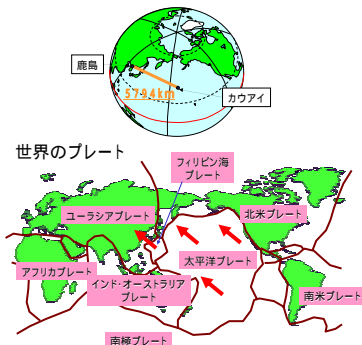 鹿島
5794km
カウアイ
世界のプレート
フィリピン海
プレート
ユーラシアプレート
北米プレート
太平洋プレート
アフリカプレート
インド・オーストラリア
プレート
南米プレート
南極プレート